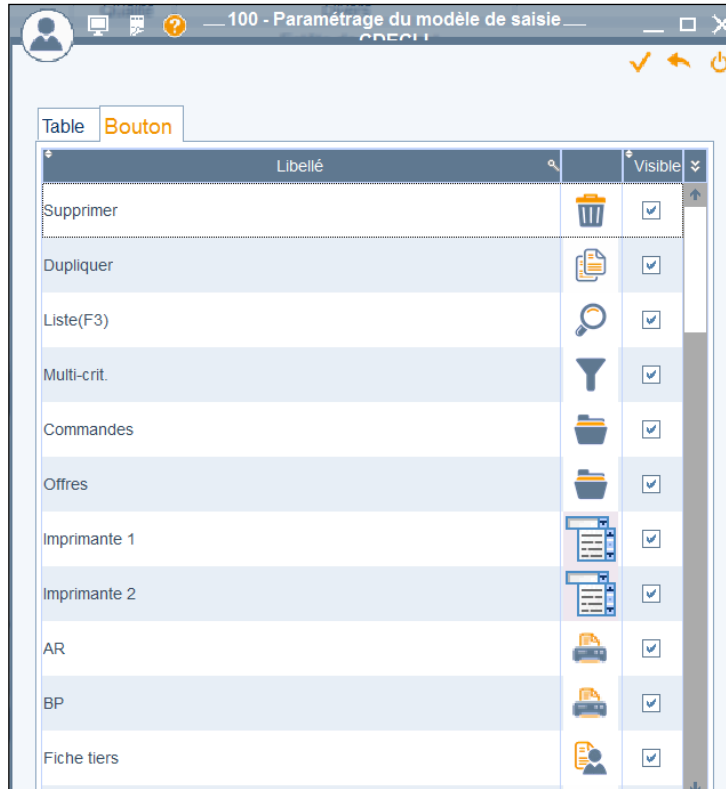 100 - Paramétrage du modèle de saisie
CDECLI
Table Bouton
Libellé Visible
Supprimer
Dupliquer
Liste(F3)
Multi-crit.
Commandes
Offres
Imprimante 1
Imprimante 2
AR
BP
Fiche tiers